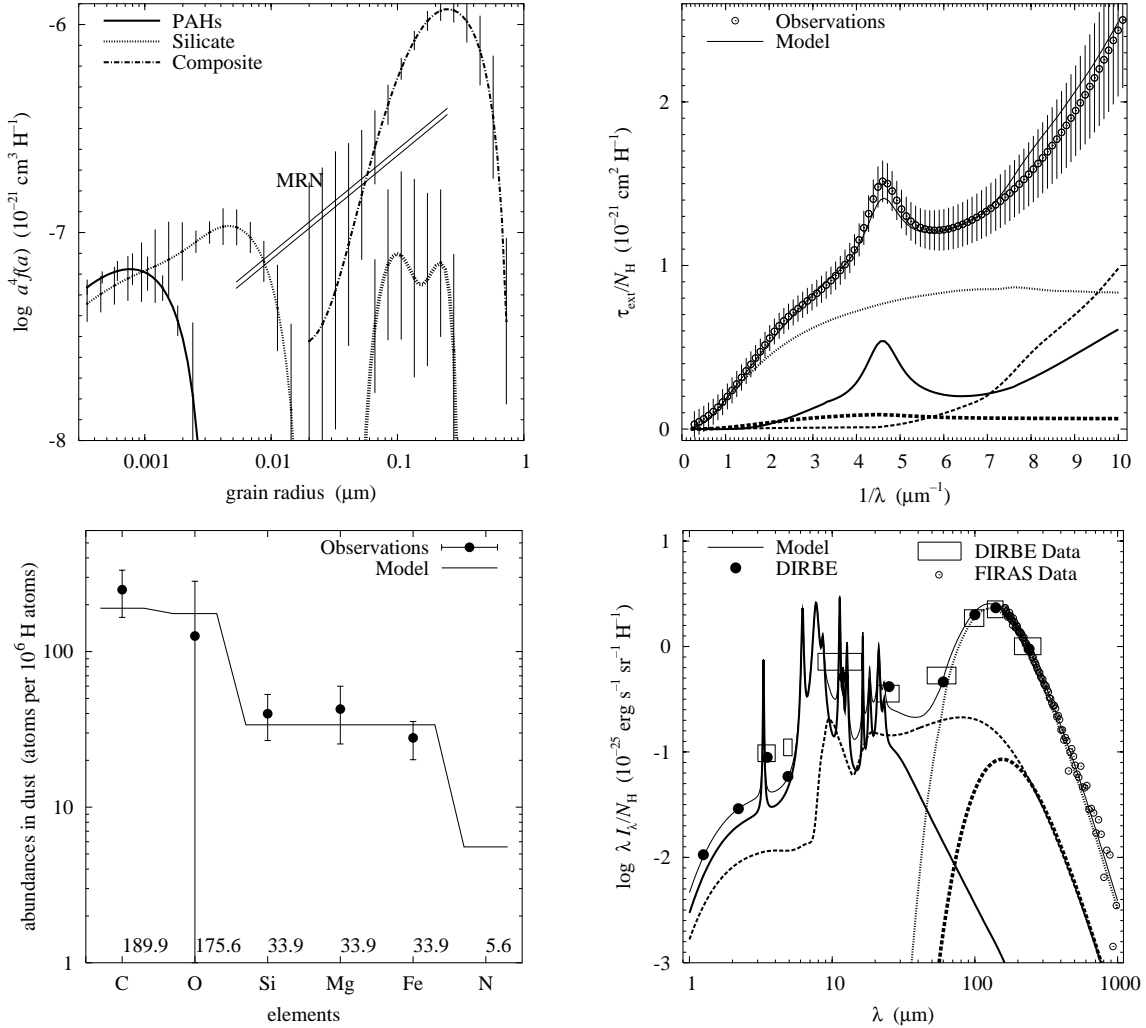 PAHs
Silicate
Composite
MRN
-6
-7
-8
log a⁴f(a) (10⁻²¹ cm³ H⁻¹)
0.001 0.01 0.1 1
grain radius (μm)
Observations
Model
2
1
0
τext/NH (10⁻²¹ cm² H⁻¹)
0 1 2 3 4 5 6 7 8 9 10
1/λ (μm⁻¹)
Observations
Model
100
10
1
abundances in dust (atoms per 10⁶ H atoms)
189.9 175.6 33.9 33.9 33.9 5.6
C O Si Mg Fe N
elements
Model
DIRBE
DIRBE Data
FIRAS Data
1
0
-1
-2
-3
log λ Iλ/NH (10⁻²⁵ erg s⁻¹ sr⁻¹ H⁻¹)
1 10 100 1000
λ (μm)